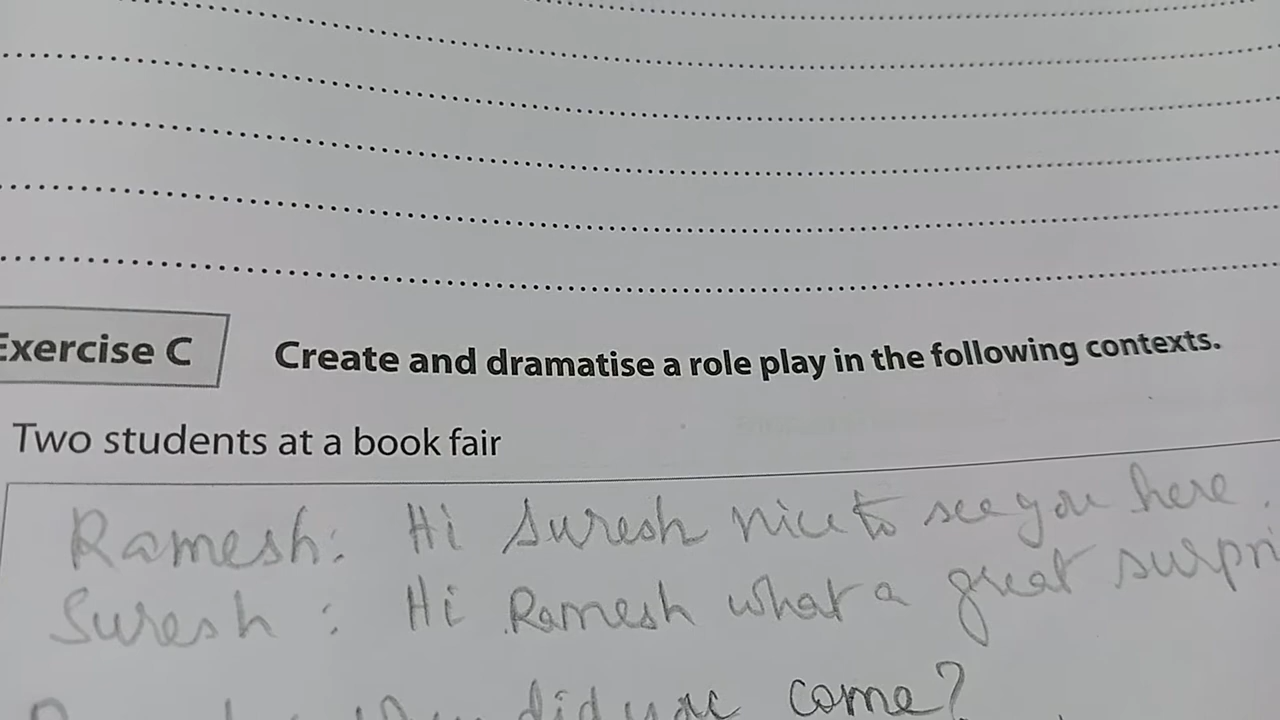 Exercise C Create and dramatise a role play in the following contexts.
Two students at a book fair
Ramesh: Hi Suresh nice to see you here.
Suresh : Hi Ramesh what a great surpri
did you come?